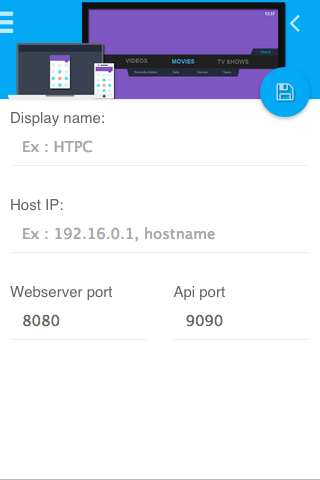 VIDEOS MOVIES TV SHOWS
Display name:
Ex : HTPC
Host IP:
Ex : 192.16.0.1, hostname
Webserver port Api port
8080 9090